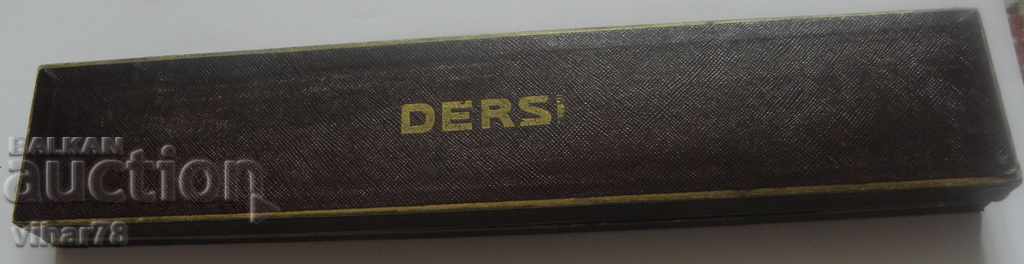 DERSi
BALKAN
auction
vihar78